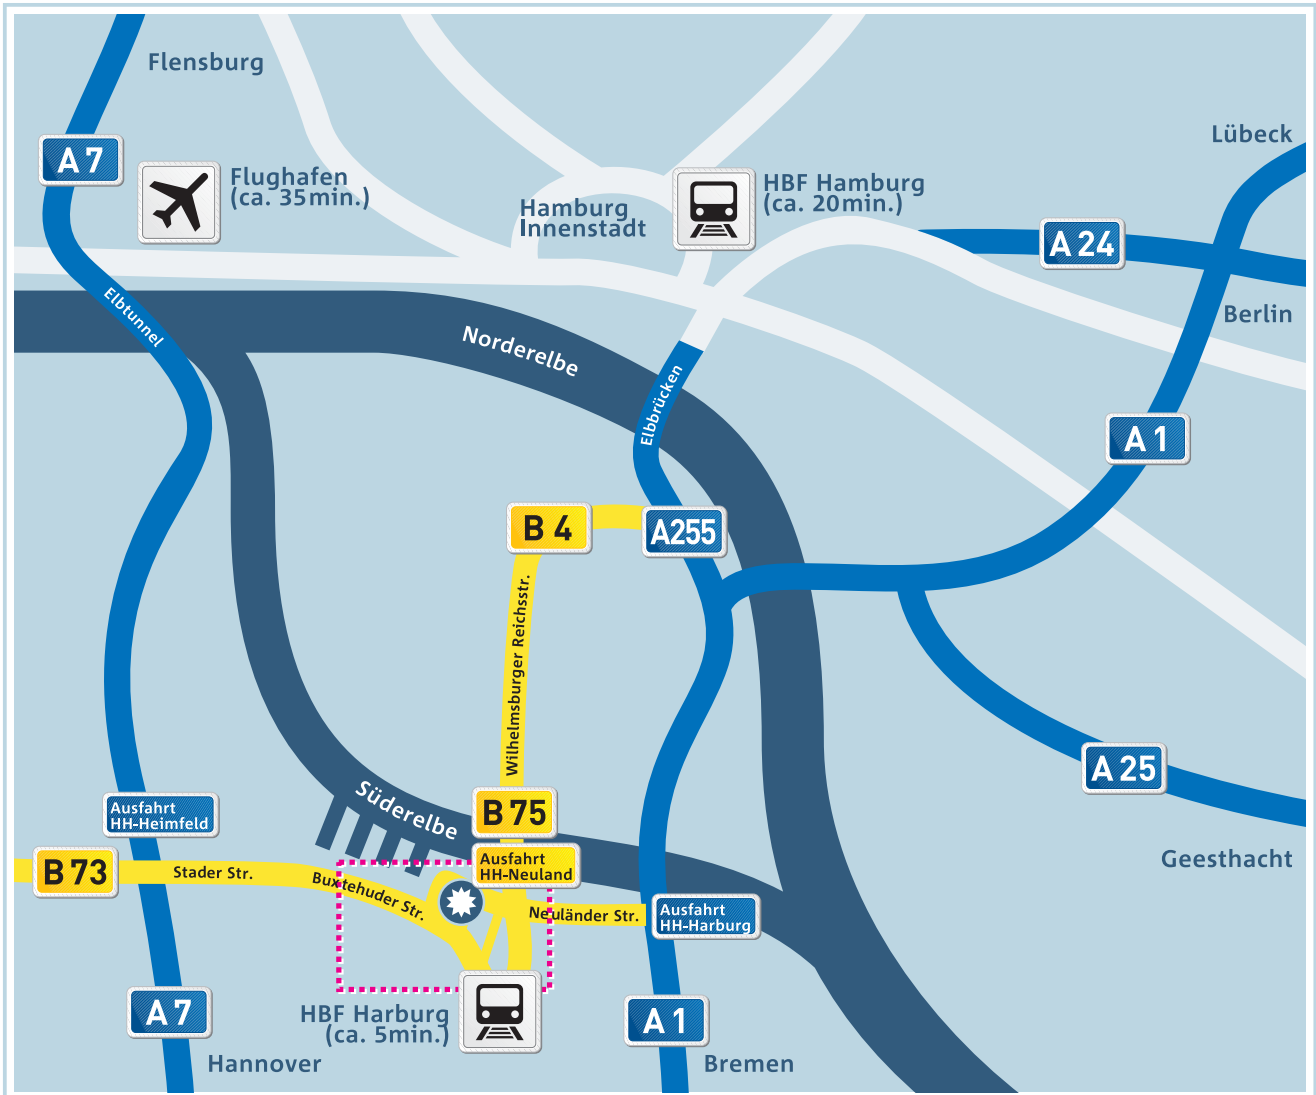 Flensburg
Lübeck
A 7
Flughafen
(ca. 35min.)
HBF Hamburg
(ca. 20min.)
Hamburg
Innenstadt
A 24
Berlin
Elbtunnel
Norderelbe
Elbbrücken
A 1
B 4
A255
Wilhelmsburger Reichsstr.
A 25
Süderelbe
B 75
Ausfahrt
HH-Heimfeld
Ausfahrt
HH-Neuland
Geesthacht
B 73
Stader Str.
Buxtehuder Str.
Neuländer Str.
Ausfahrt
HH-Harburg
HBF Harburg
(ca. 5min.)
A 7
A 1
Hannover
Bremen